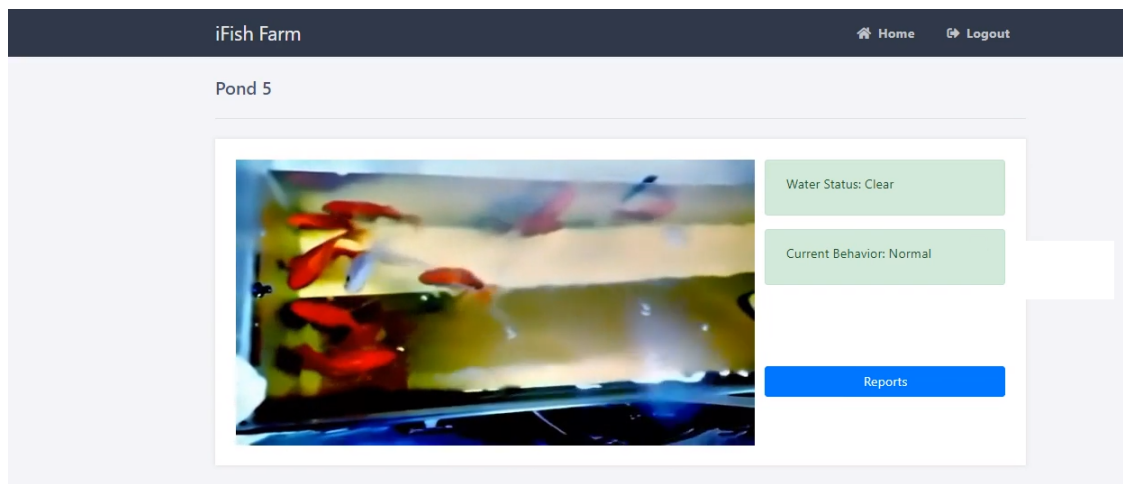 iFish Farm
Home
Logout
Pond 5
Water Status: Clear
Current Behavior: Normal
Reports